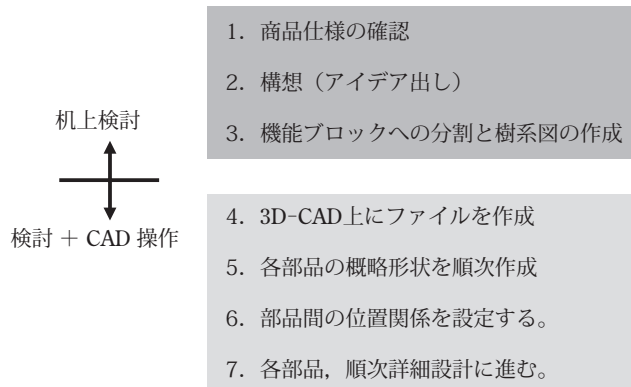 1. 商品仕様の確認
2. 構想（アイデア出し）
3. 機能ブロックへの分割と樹系図の作成
机上検討
検討 ＋ CAD 操作
4. 3D-CAD上にファイルを作成
5. 各部品の概略形状を順次作成
6. 部品間の位置関係を設定する。
7. 各部品，順次詳細設計に進む。